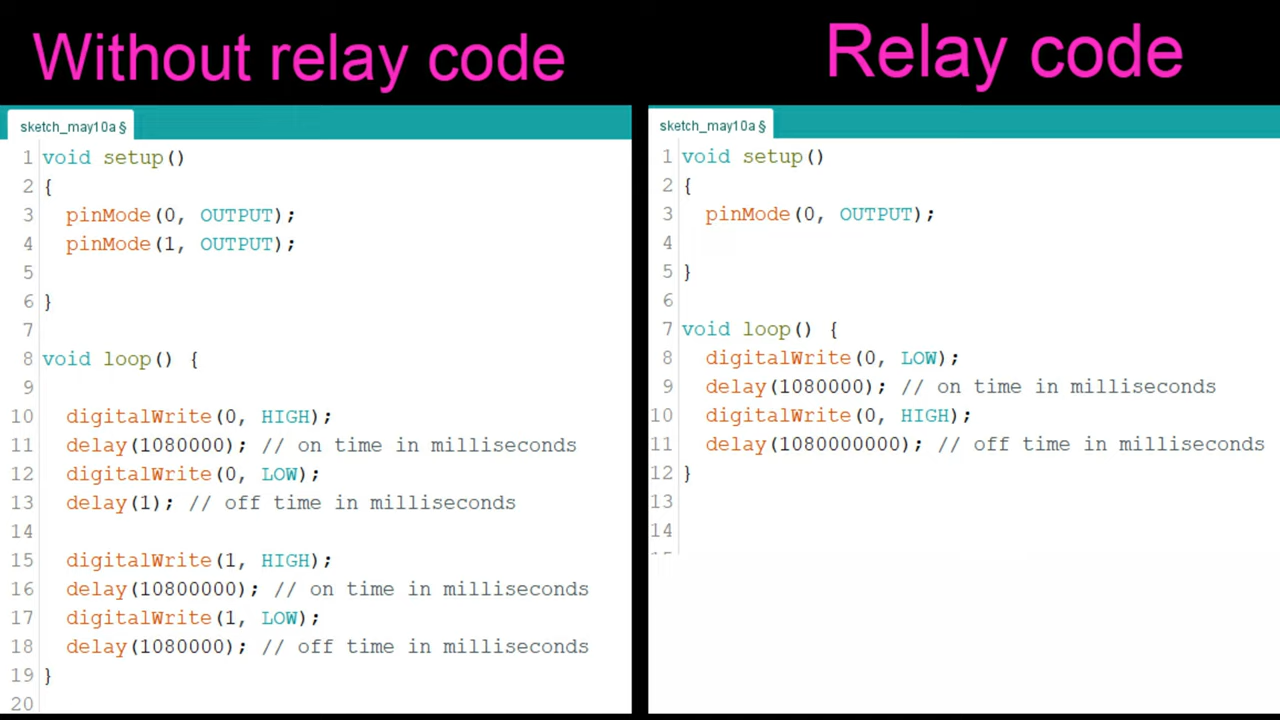 Without relay code
sketch_may10a §
1 void setup()
2 {
3 pinMode(0, OUTPUT);
4 pinMode(1, OUTPUT);
5
6 }
7
8 void loop() {
9
10 digitalWrite(0, HIGH);
11 delay(1080000); // on time in milliseconds
12 digitalWrite(0, LOW);
13 delay(1); // off time in milliseconds
14
15 digitalWrite(1, HIGH);
16 delay(10800000); // on time in milliseconds
17 digitalWrite(1, LOW);
18 delay(1080000); // off time in milliseconds
19 }
20
Relay code
sketch_may10a §
1 void setup()
2 {
3 pinMode(0, OUTPUT);
4
5 }
6
7 void loop() {
8 digitalWrite(0, LOW);
9 delay(1080000); // on time in milliseconds
10 digitalWrite(0, HIGH);
11 delay(1080000000); // off time in milliseconds
12 }
13
14